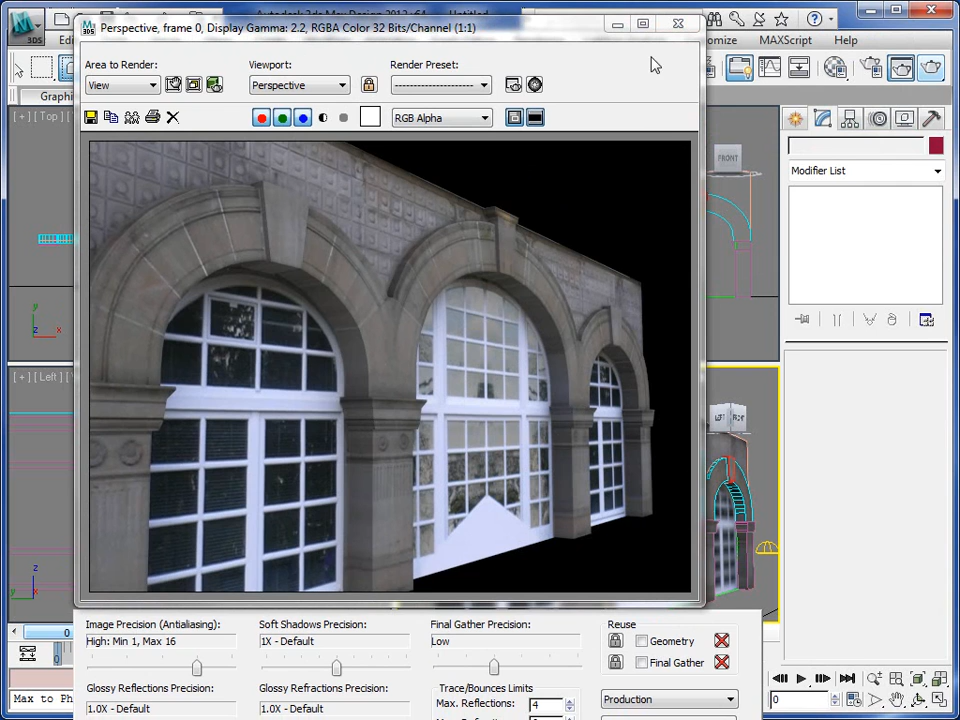 Perspective, frame 0, Display Gamma: 2.2, RGBA Color 32 Bits/Channel (1:1)
3DS
MAXScript
Help
Area to Render:
Viewport:
Render Preset:
View
Perspective
--------------------
RGB Alpha
Graphi
[ + ] [ Top ]
FRONT
Modifier List
y
z
x
[ + ] [ Left ]
LEFT
FRONT
z
y
0
Image Precision (Antialiasing):
Soft Shadows Precision:
Final Gather Precision:
Reuse
High: Min 1, Max 16
1X - Default
Low
Geometry
Final Gather
Glossy Reflections Precision:
Glossy Refractions Precision:
Trace/Bounces Limits
1.0X - Default
1.0X - Default
Max. Reflections:
4
Production
0
Max to Ph